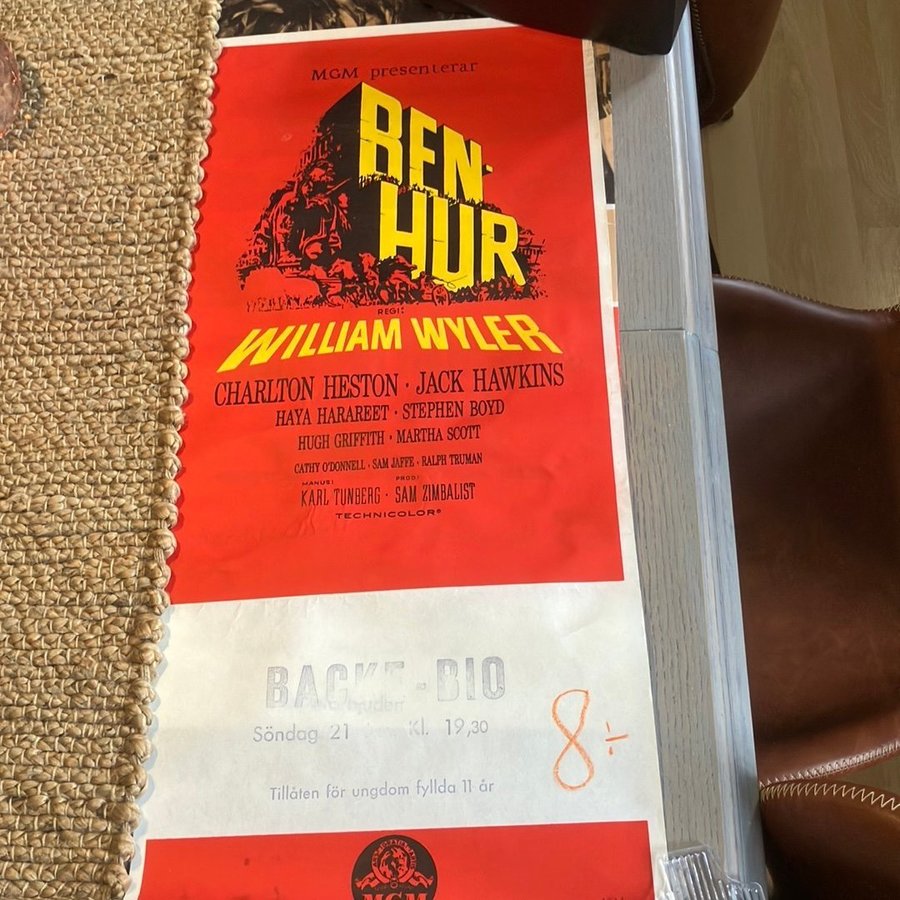 MGM presenterar
BEN-
HUR
REGI:
WILLIAM WYLER
CHARLTON HESTON · JACK HAWKINS
HAYA HARAREET · STEPHEN BOYD
HUGH GRIFFITH · MARTHA SCOTT
CATHY O'DONNELL · SAM JAFFE · RALPH TRUMAN
MANUS: PROD:
KARL TUNBERG · SAM ZIMBALIST
TECHNICOLOR®
BACKE-BIO
Söndag 21 Kl. 19,30
8 ÷
Tillåten för ungdom fyllda 11 år
MGM